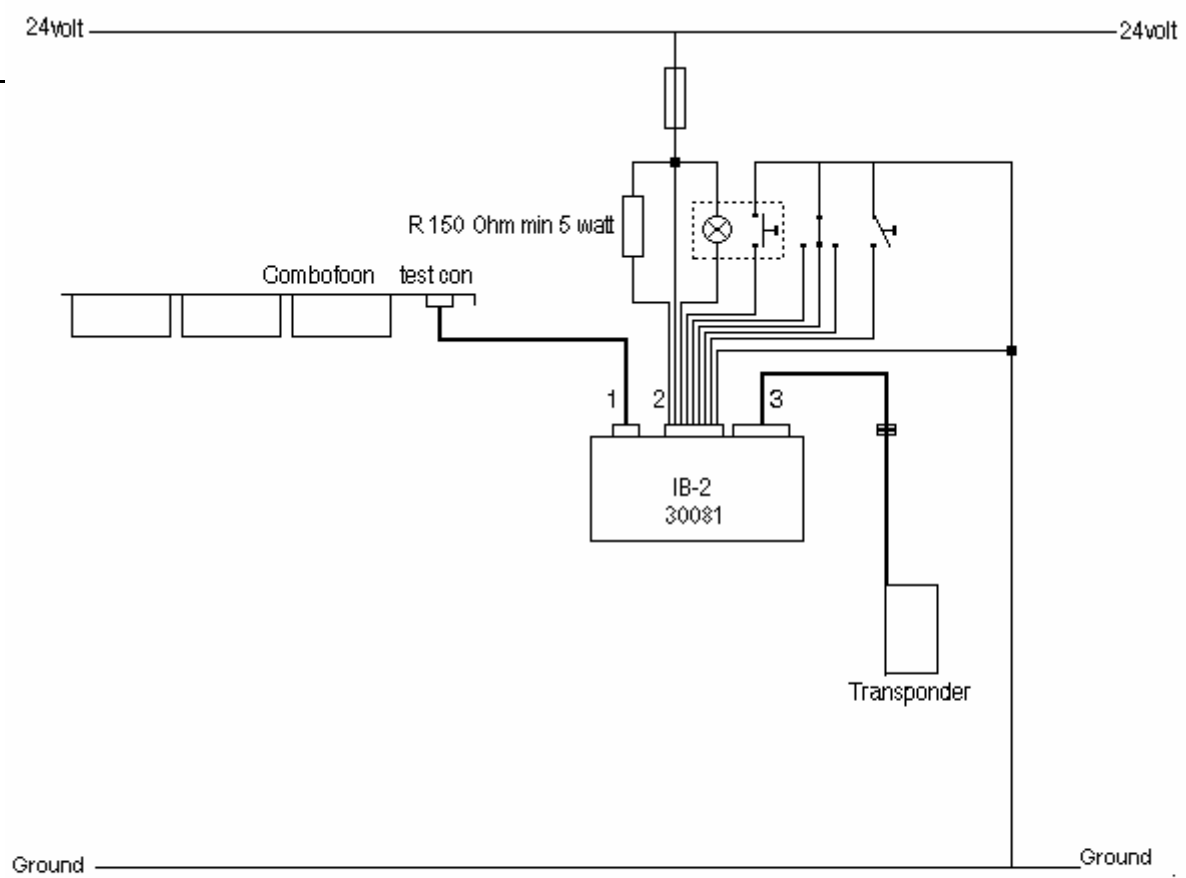 24volt
24volt
R 150 Ohm min 5 watt
Combofoon
test con
1
2
3
IB-2
30081
Transponder
Ground
Ground